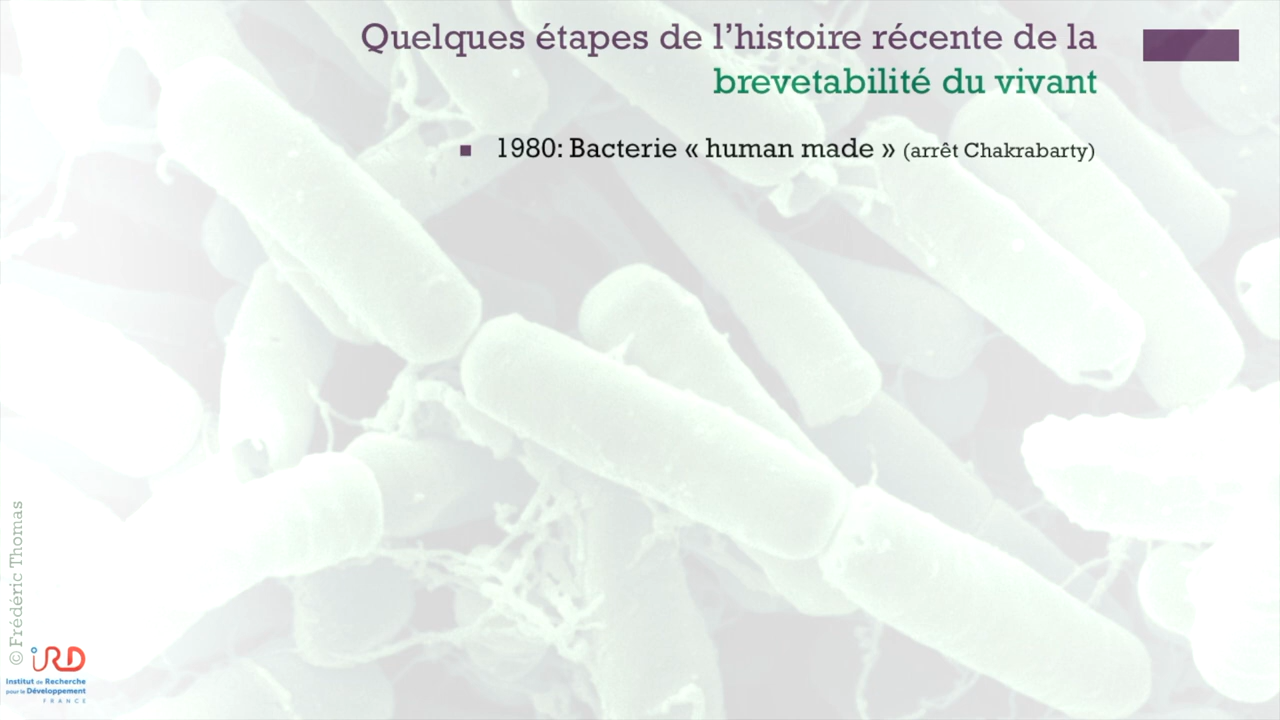 Quelques étapes de l’histoire récente de la
brevetabilité du vivant
1980: Bacterie « human made » (arrêt Chakrabarty)
© Frédéric Thomas
IRD
Institut de Recherche
pour le Développement
FRANCE